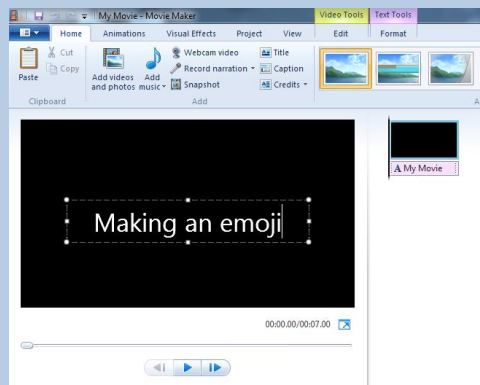 My Movie - Movie Maker
Video Tools
Text Tools
Home
Animations
Visual Effects
Project
View
Edit
Format
Paste
Cut
Copy
Clipboard
Add videos
and photos
Add
music
Webcam video
Record narration
Snapshot
Title
Caption
Credits
Add
A
Making an emoji
A My Movie
00:00.00/00:07.00